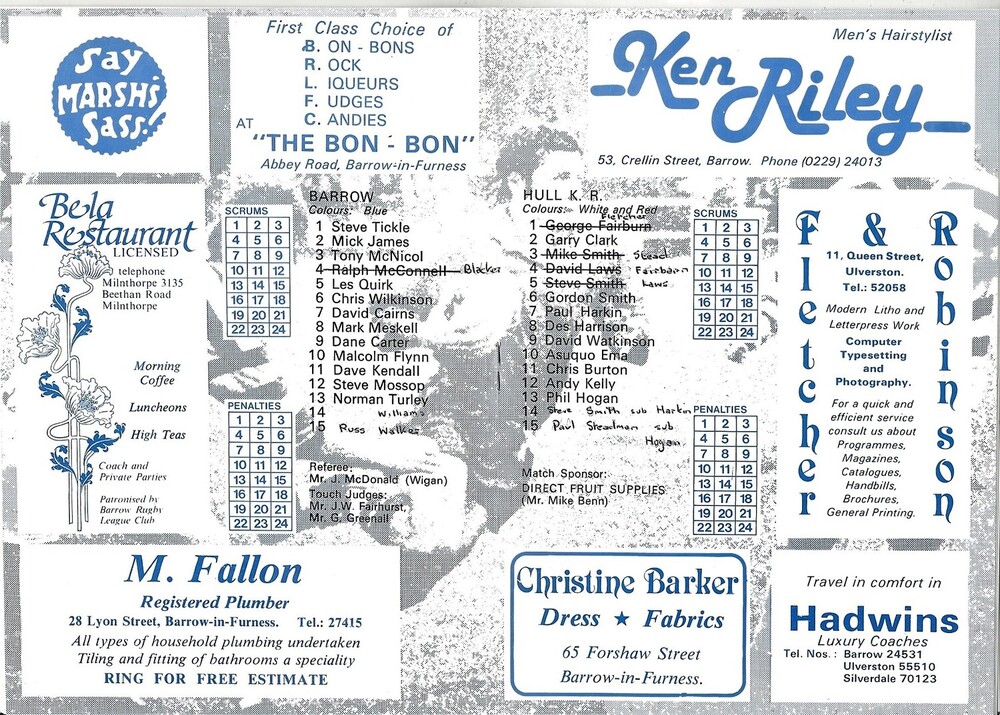 Say
MARSH'S
Sass!
First Class Choice of
B. ON - BONS
R. OCK
L. IQUEURS
F. UDGES
C. ANDIES
AT
"THE BON - BON"
Abbey Road, Barrow-in-Furness
Men's Hairstylist
Ken
Riley
53, Crellin Street, Barrow. Phone (0229) 24013
Bela
Restaurant
LICENSED
telephone
Milnthorpe 3135
Beethan Road
Milnthorpe
Morning
Coffee
Luncheons
High Teas
Coach and
Private Parties
Patronised by
Barrow Rugby
League Club
SCRUMS
1 2 3
4 5 6
7 8 9
10 11 12
13 14 15
16 17 18
19 20 21
22 23 24
PENALTIES
1 2 3
4 5 6
7 8 9
10 11 12
13 14 15
16 17 18
19 20 21
22 23 24
BARROW
Colours: Blue
1 Steve Tickle
2 Mick James
3 Tony McNicol
4 Ralph McConnell Blacker
5 Les Quirk
6 Chris Wilkinson
7 David Cairns
8 Mark Meskell
9 Dane Carter
10 Malcolm Flynn
11 Dave Kendall
12 Steve Mossop
13 Norman Turley
14 Williams
15 Russ Walker
Referee:
Mr. J. McDonald (Wigan)
Touch Judges:
Mr. J.W. Fairhurst,
Mr. G. Greenall
HULL K. R.
Colours: White and Red
Fletcher
1 George Fairburn
2 Garry Clark
3 Mike Smith Stead
4 David Laws Fairbairn
5 Steve Smith Laws
6 Gordon Smith
7 Paul Harkin
8 Des Harrison
9 David Watkinson
10 Asuquo Ema
11 Chris Burton
12 Andy Kelly
13 Phil Hogan
14 Steve Smith sub Harkin
15 Paul Steadman sub
Hogan
Match Sponsor:
DIRECT FRUIT SUPPLIES
(Mr. Mike Benn)
SCRUMS
1 2 3
4 5 6
7 8 9
10 11 12
13 14 15
16 17 18
19 20 21
22 23 24
PENALTIES
1 2 3
4 5 6
7 8 9
10 11 12
13 14 15
16 17 18
19 20 21
22 23 24
Fletcher
&
Robinson
11, Queen Street,
Ulverston.
Tel.: 52058
Modern Litho and
Letterpress Work
Computer
Typesetting
and
Photography.
For a quick and
efficient service
consult us about
Programmes,
Magazines,
Catalogues,
Handbills,
Brochures,
General Printing.
M. Fallon
Registered Plumber
28 Lyon Street, Barrow-in-Furness. Tel.: 27415
All types of household plumbing undertaken
Tiling and fitting of bathrooms a speciality
RING FOR FREE ESTIMATE
Christine Barker
Dress ★ Fabrics
65 Forshaw Street
Barrow-in-Furness.
Travel in comfort in
Hadwins
Luxury Coaches
Tel. Nos.: Barrow 24531
Ulverston 55510
Silverdale 70123